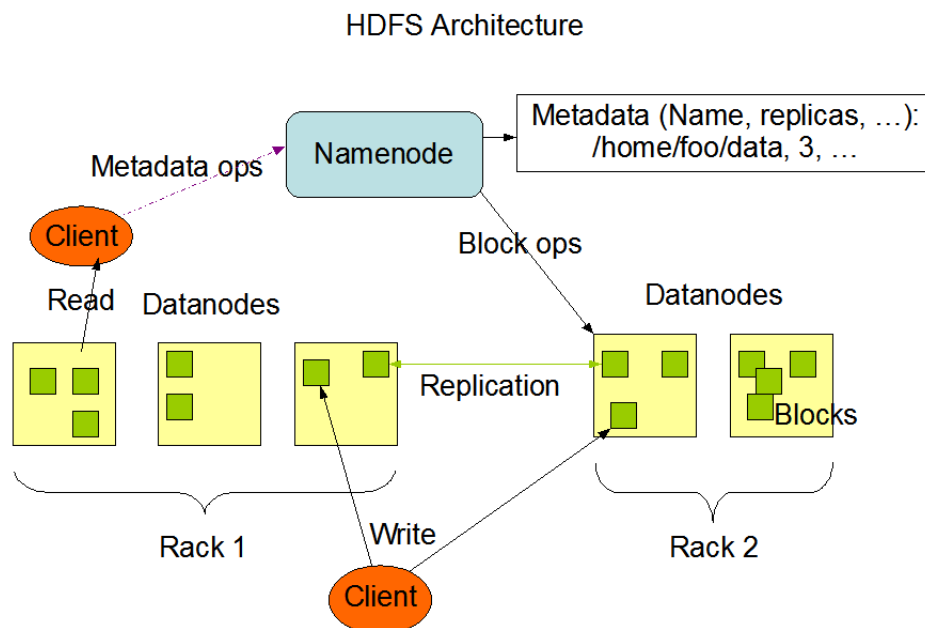 HDFS Architecture
Metadata (Name, replicas, …):
/home/foo/data, 3, …
Namenode
Metadata ops
Client
Block ops
Read
Datanodes
Datanodes
Replication
Blocks
Rack 1
Write
Rack 2
Client